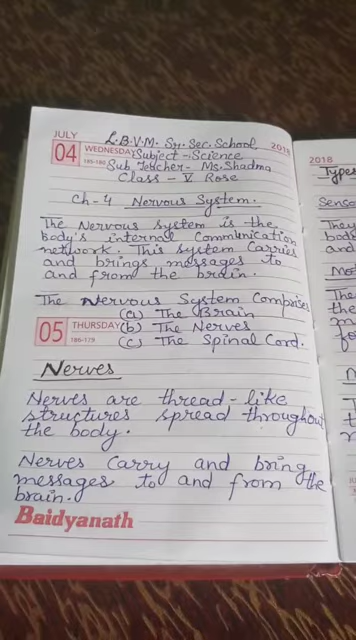 JULY
L.B.V.M. Sr. Sec. School
2018
04
WEDNESDAY Subject - Science
185-180
Sub Teacher - Ms. Shadma
Class - V Rose
Ch-4 Nervous System.
The Nervous System is the
body's internal Communication
network. This system Carries
and brings messages to
and from the brain.
The Nervous System Comprises
(a) The Brain
05
THURSDAY (b) The Nerves
186-179
(c) The Spinal Cord.
Nerves
Nerves are thread-like
structures spread throughout
the body.
Nerves Carry and bring
messages to and from the
brain.
Baidyanath
2018
Types
Senso
They
and
Mot
The
the